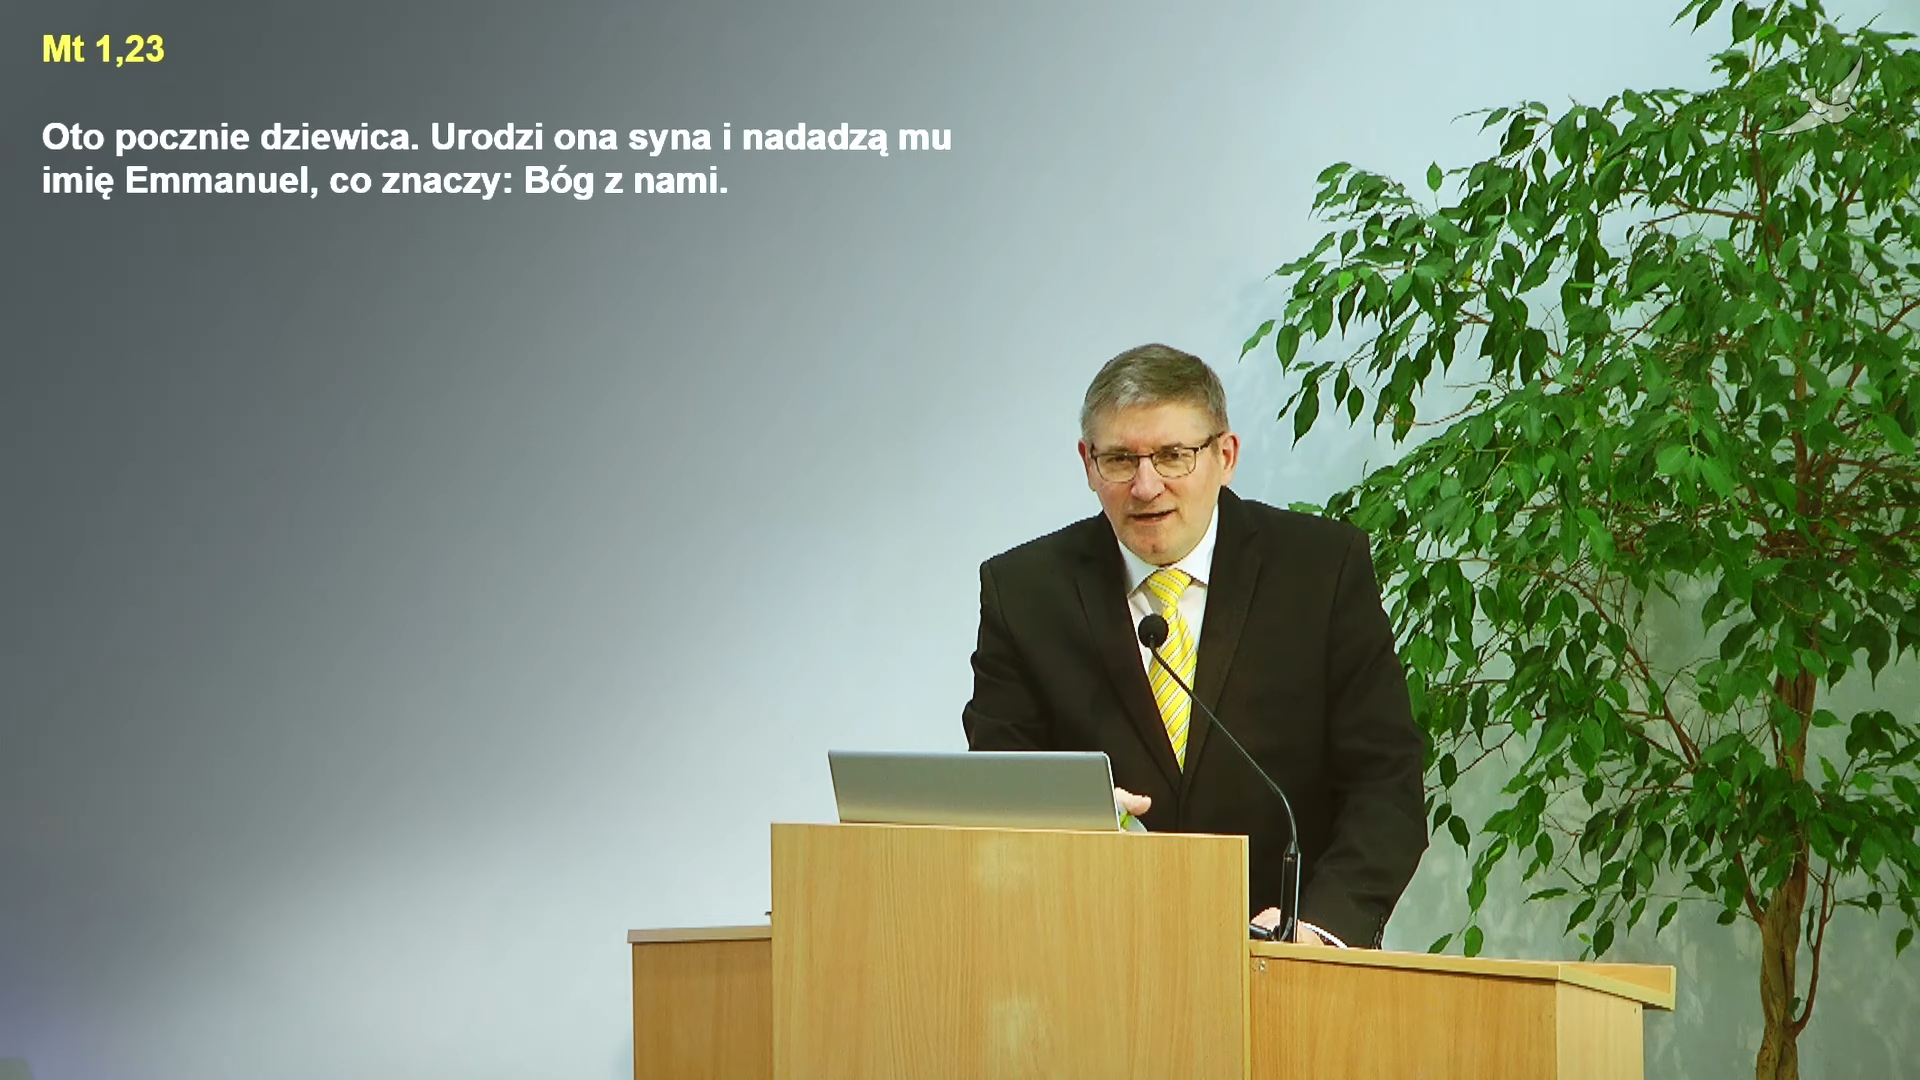 Mt 1,23
Oto pocznie dziewica. Urodzi ona syna i nadadzą mu
imię Emmanuel, co znaczy: Bóg z nami.